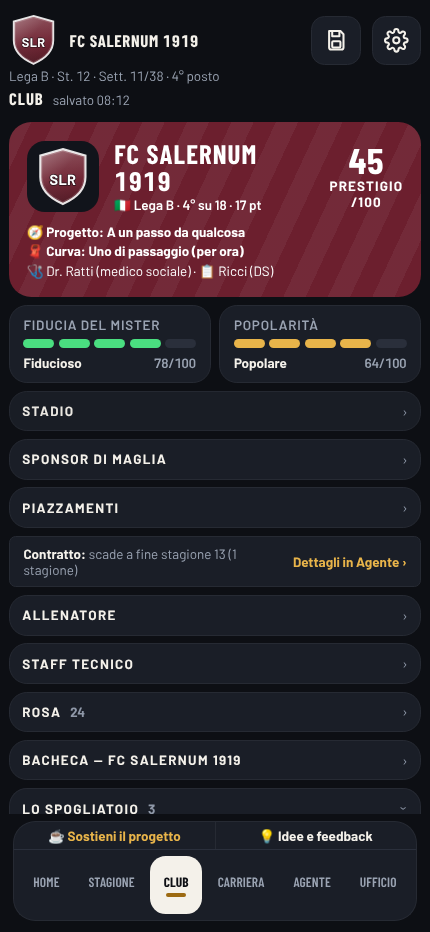 SLR
FC SALERNUM 1919
Lega B · St. 12 · Sett. 11/38 · 4° posto
CLUB salvato 08:12
SLR
FC SALERNUM
1919
🇮🇹 Lega B · 4° su 18 · 17 pt
45
PRESTIGIO
/100
🧭 Progetto: A un passo da qualcosa
🧣 Curva: Uno di passaggio (per ora)
🩺 Dr. Ratti (medico sociale) · 📋 Ricci (DS)
FIDUCIA DEL MISTER
Fiducioso 78/100
POPOLARITÀ
Popolare 64/100
STADIO ›
SPONSOR DI MAGLIA ›
PIAZZAMENTI ›
Contratto: scade a fine stagione 13 (1
stagione)
Dettagli in Agente ›
ALLENATORE ›
STAFF TECNICO ›
ROSA 24 ›
BACHECA – FC SALERNUM 1919 ›
LO SPOGLIATOIO 3
☕ Sostieni il progetto
💡 Idee e feedback
HOME STAGIONE CLUB CARRIERA AGENTE UFFICIO